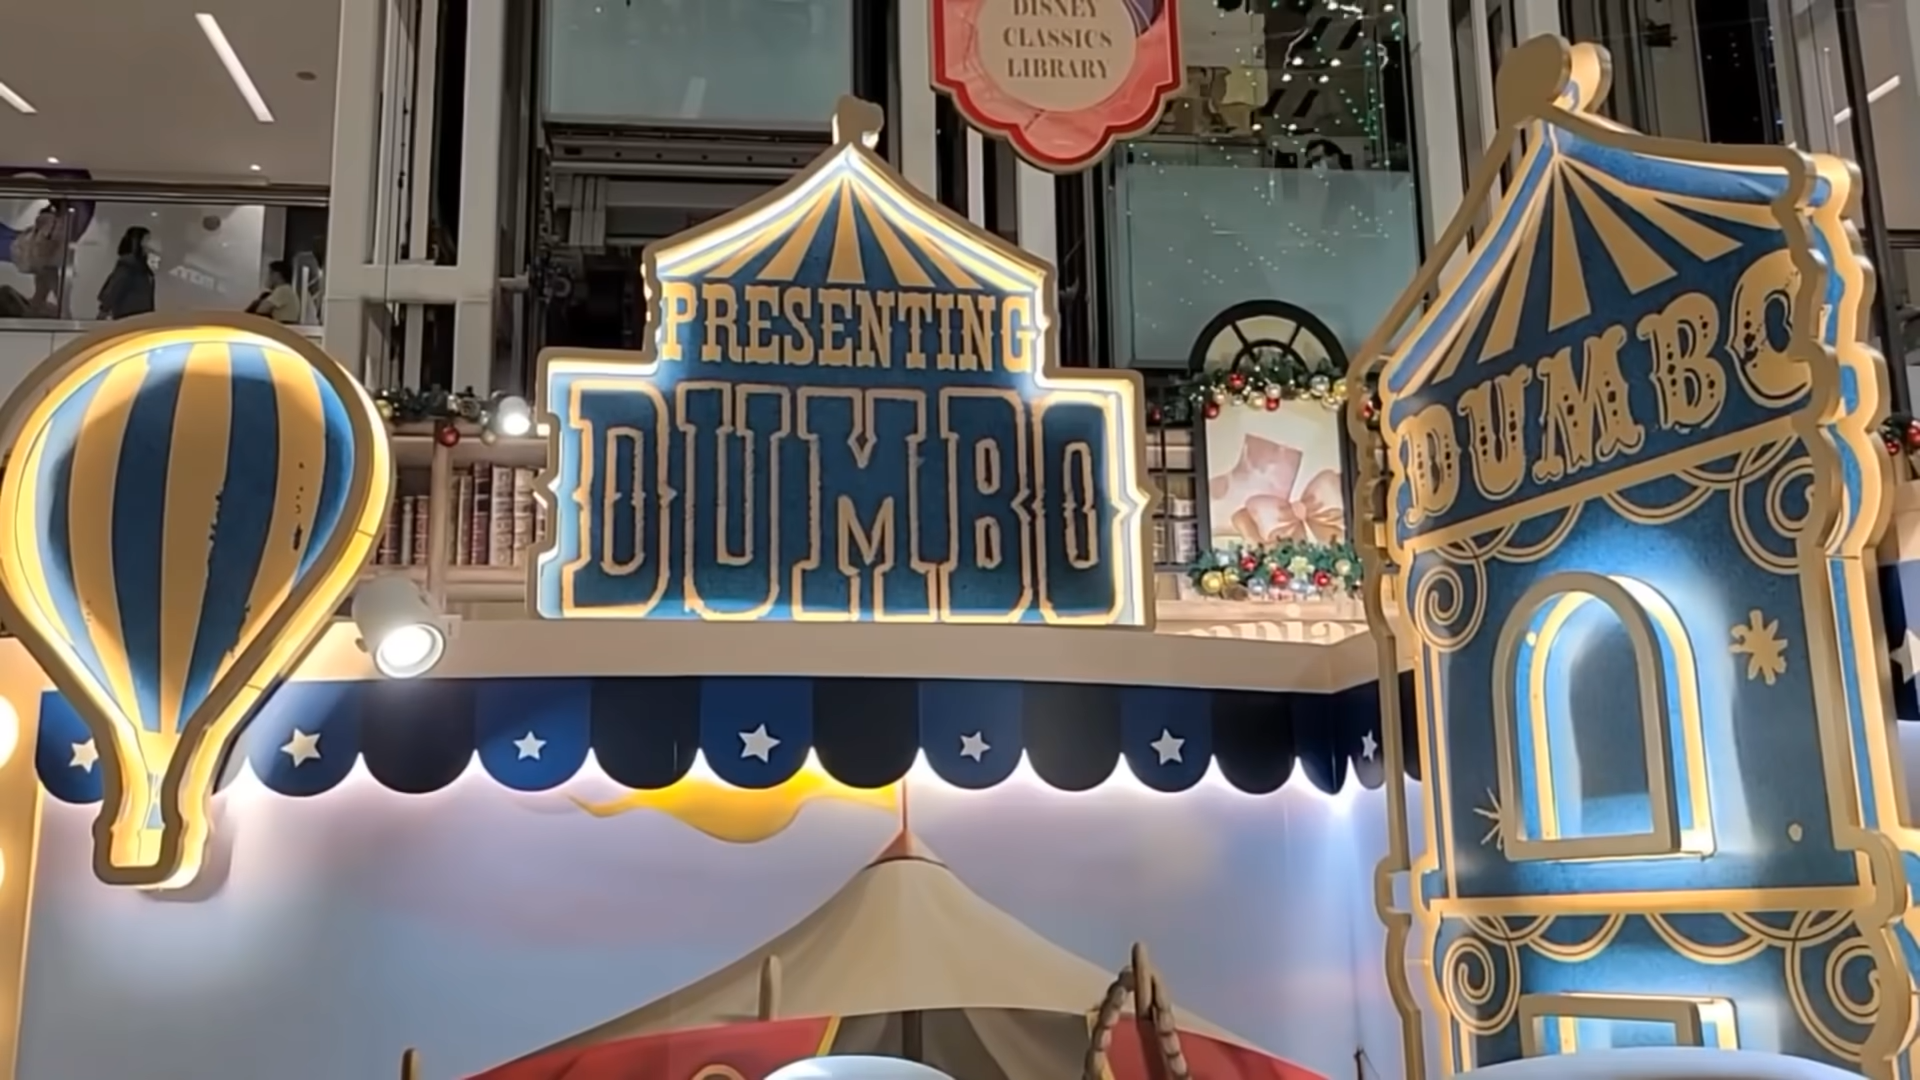 DISNEY
CLASSICS
LIBRARY
PRESENTING
DUMBO
DUMBO